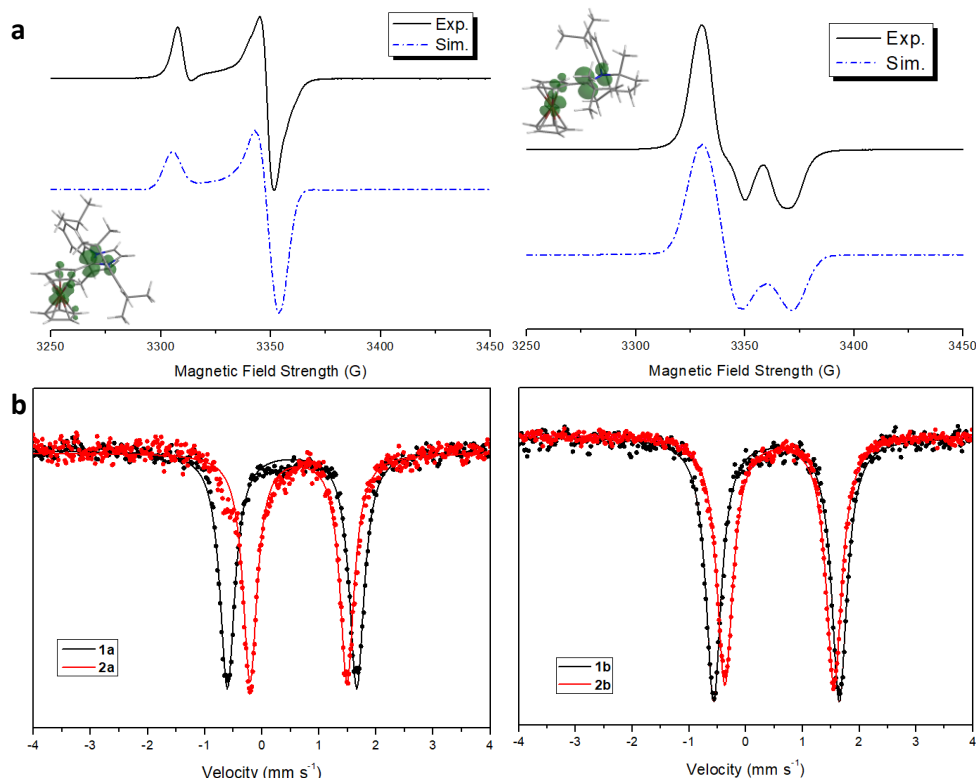 a
Exp.
Sim.
3250 3300 3350 3400 3450
Magnetic Field Strength (G)
Exp.
Sim.
3250 3300 3350 3400 3450
Magnetic Field Strength (G)
b
1a
2a
-4 -3 -2 -1 0 1 2 3 4
Velocity (mm s⁻¹)
1b
2b
-4 -3 -2 -1 0 1 2 3 4
Velocity (mm s⁻¹)